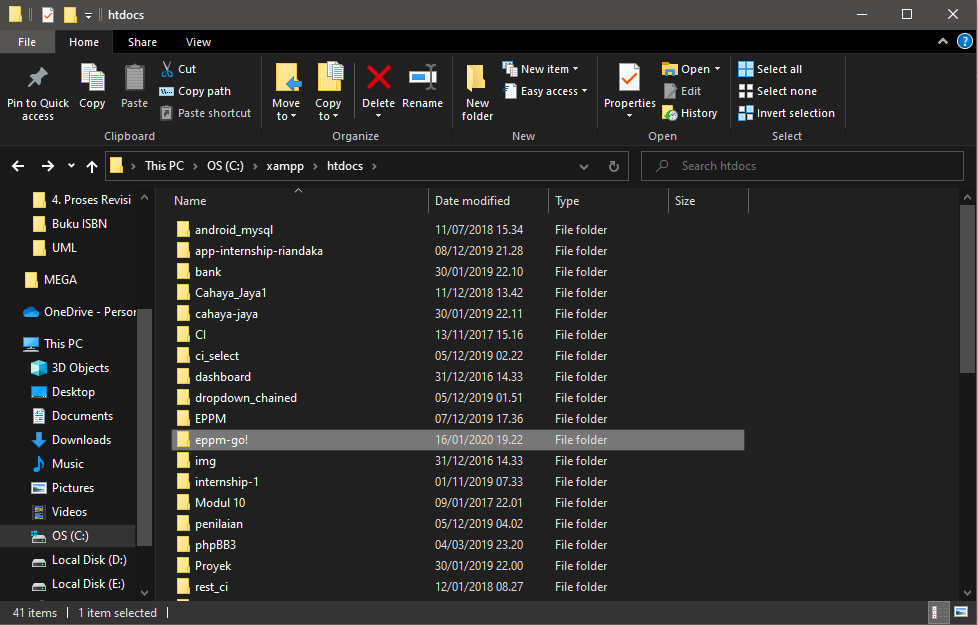 htdocs
File Home Share View
Pin to Quick access
Copy
Paste
Cut
Copy path
Paste shortcut
Clipboard
Move to
Copy to
Delete
Rename
Organize
New folder
New item
Easy access
New
Properties
Open
Edit
History
Open
Select all
Select none
Invert selection
Select
This PC > OS (C:) > xampp > htdocs >
Search htdocs
4. Proses Revisi
Buku ISBN
UML
MEGA
OneDrive - Person
This PC
3D Objects
Desktop
Documents
Downloads
Music
Pictures
Videos
OS (C:)
Local Disk (D:)
Local Disk (E:)
Name Date modified Type Size
android_mysql 11/07/2018 15.34 File folder
app-internship-riandaka 08/12/2019 21.28 File folder
bank 30/01/2019 22.10 File folder
Cahaya_Jaya1 11/12/2018 13.42 File folder
cahaya-jaya 30/01/2019 22.11 File folder
CI 13/11/2017 15.16 File folder
ci_select 05/12/2019 02.22 File folder
dashboard 31/12/2016 14.33 File folder
dropdown_chained 05/12/2019 01.51 File folder
EPPM 07/12/2019 17.36 File folder
eppm-go! 16/01/2020 19.22 File folder
img 31/12/2016 14.33 File folder
internship-1 01/11/2019 07.33 File folder
Modul 10 09/01/2017 22.01 File folder
penilaian 05/12/2019 04.02 File folder
phpBB3 04/03/2019 23.20 File folder
Proyek 30/01/2019 22.00 File folder
rest_ci 12/01/2018 08.27 File folder
41 items 1 item selected